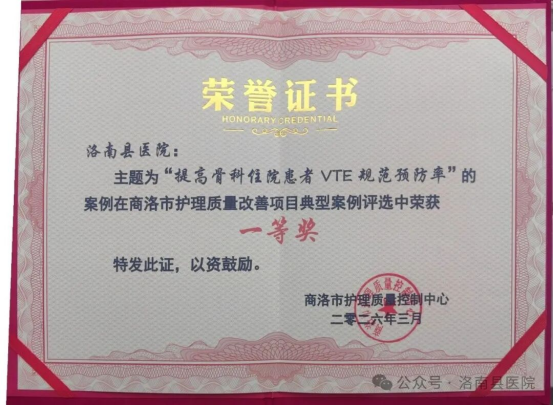 荣誉证书
HONORARY CREDENTIAL
洛南县医院：
主题为“提高骨科住院患者 VTE 规范预防率”的
案例在商洛市护理质量改善项目典型案例评选中荣获
一等奖
特发此证，以资鼓励。
商洛市护理质量控制中心
二零二六年三月
公众号·洛南县医院